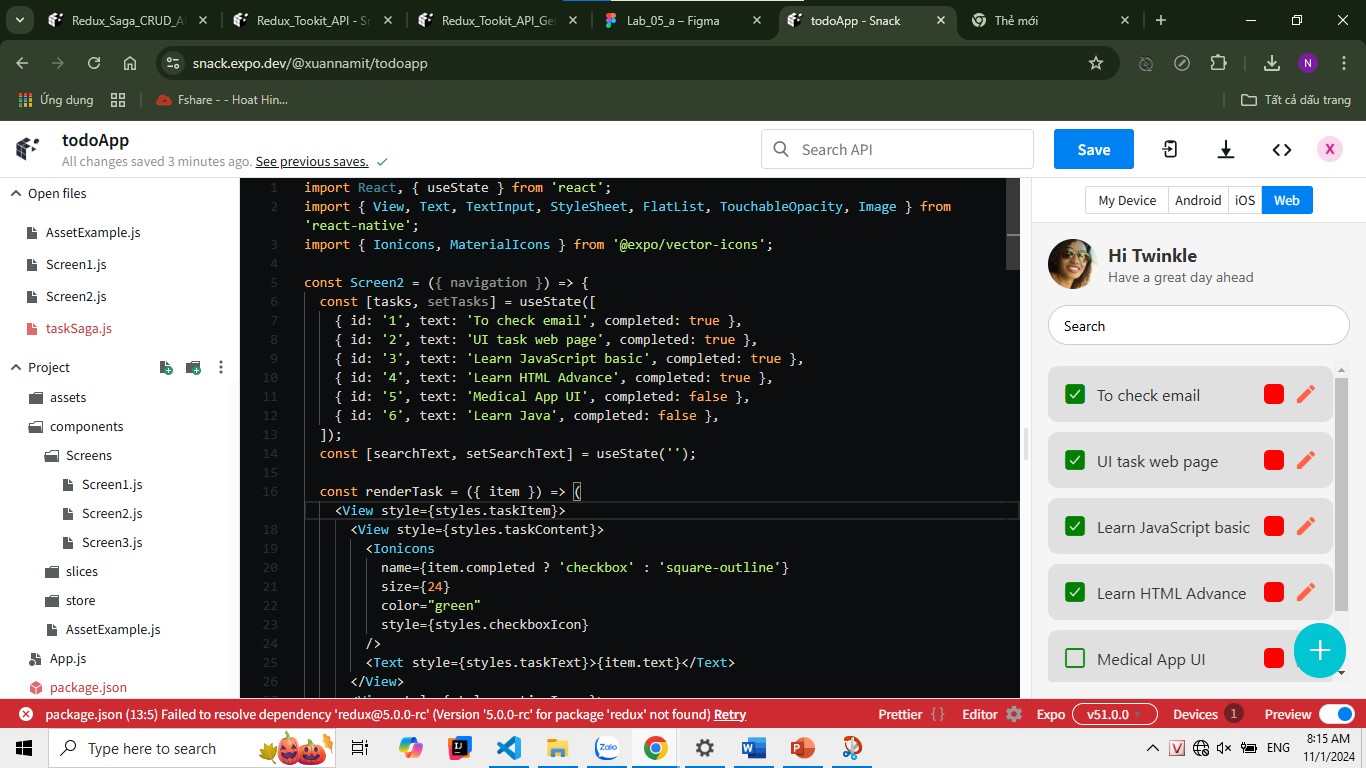 Redux_Saga_CRUD_A
Redux_Tookit_API - Sn
Redux_Tookit_API_Get
Lab_05_a – Figma
todoApp - Snack
Thẻ mới
snack.expo.dev/@xuannamit/todoapp
N
Ứng dụng
Fshare - - Hoat Hin...
Tất cả dấu trang
todoApp
All changes saved 3 minutes ago. See previous saves.
Search API
Save
X
Open files
AssetExample.js
Screen1.js
Screen2.js
taskSaga.js
Project
assets
components
Screens
Screen1.js
Screen2.js
Screen3.js
slices
store
AssetExample.js
App.js
package.json
1 import React, { useState } from 'react';
2 import { View, Text, TextInput, StyleSheet, FlatList, TouchableOpacity, Image } from
'react-native';
3 import { Ionicons, MaterialIcons } from '@expo/vector-icons';
4
5 const Screen2 = ({ navigation }) => {
6 const [tasks, setTasks] = useState([
7 { id: '1', text: 'To check email', completed: true },
8 { id: '2', text: 'UI task web page', completed: true },
9 { id: '3', text: 'Learn JavaScript basic', completed: true },
10 { id: '4', text: 'Learn HTML Advance', completed: true },
11 { id: '5', text: 'Medical App UI', completed: false },
12 { id: '6', text: 'Learn Java', completed: false },
13 ]);
14 const [searchText, setSearchText] = useState('');
15
16 const renderTask = ({ item }) => (
<View style={styles.taskItem}>
18 <View style={styles.taskContent}>
19 <Ionicons
20 name={item.completed ? 'checkbox' : 'square-outline'}
21 size={24}
22 color="green"
23 style={styles.checkboxIcon}
24 />
25 <Text style={styles.taskText}>{item.text}</Text>
26 </View>
My Device
Android
iOS
Web
Hi Twinkle
Have a great day ahead
Search
To check email
UI task web page
Learn JavaScript basic
Learn HTML Advance
Medical App UI
package.json (13:5) Failed to resolve dependency 'redux@5.0.0-rc' (Version '5.0.0-rc' for package 'redux' not found) Retry
Prettier { }
Editor
Expo
v51.0.0
Devices 1
Preview
Type here to search
Zalo
ENG
8:15 AM
11/1/2024